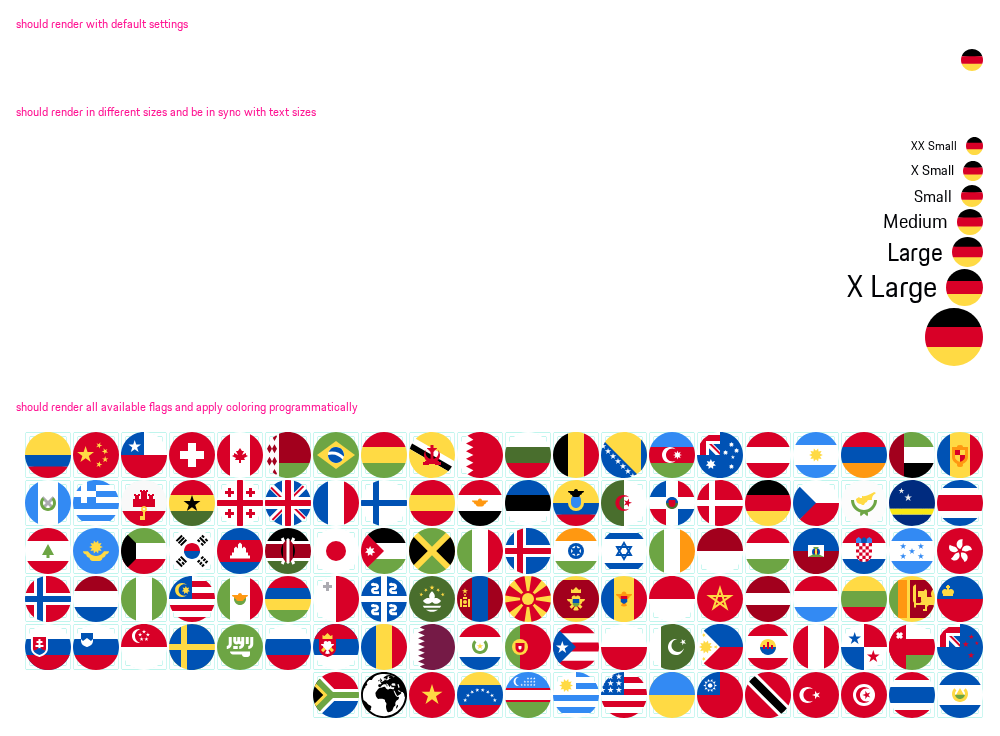 should render with default settings
should render in different sizes and be in sync with text sizes
XX Small
X Small
Small
Medium
Large
X Large
should render all available flags and apply coloring programmatically